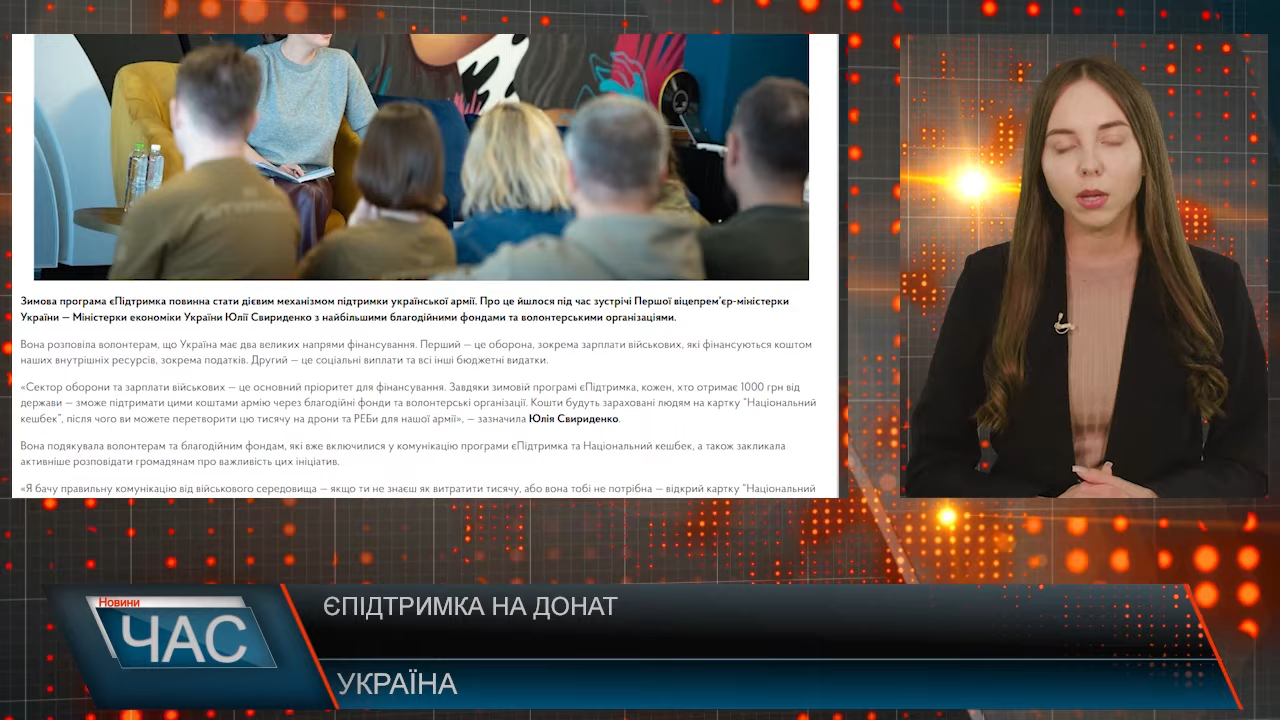 Зимова програма єПідтримка повинна стати дієвим механізмом підтримки української армії. Про це йшлося під час зустрічі Першої віцепрем’єр-міністерки
України — Міністерки економіки України Юлії Свириденко з найбільшими благодійними фондами та волонтерськими організаціями.
Вона розповіла волонтерам, що Україна має два великих напрями фінансування. Перший — це оборона, зокрема зарплати військових, які фінансуються коштом
наших внутрішніх ресурсів, зокрема податків. Другий — це соціальні виплати та всі інші бюджетні видатки.
«Сектор оборони та зарплати військових — це основний пріоритет для фінансування. Завдяки зимовій програмі єПідтримка, кожен, хто отримає 1000 грн від
держави — зможе підтримати цими коштами армію через благодійні фонди та волонтерські організації. Кошти будуть зараховані людям на картку “Національний
кешбек”, після чого ви можете перетворити цю тисячу на дрони та РЕБи для нашої армії», — зазначила Юлія Свириденко.
Вона подякувала волонтерам та благодійним фондам, які вже включилися у комунікацію програми єПідтримка та Національний кешбек, а також закликала
активніше розповідати громадянам про важливість цих ініціатив.
«Я бачу правильну комунікацію від військового середовища — якщо ти не знаєш як витратити тисячу, або вона тобі не потрібна — відкрий картку “Національний
Новини
ЧАС
ЄПІДТРИМКА НА ДОНАТ
УКРАЇНА